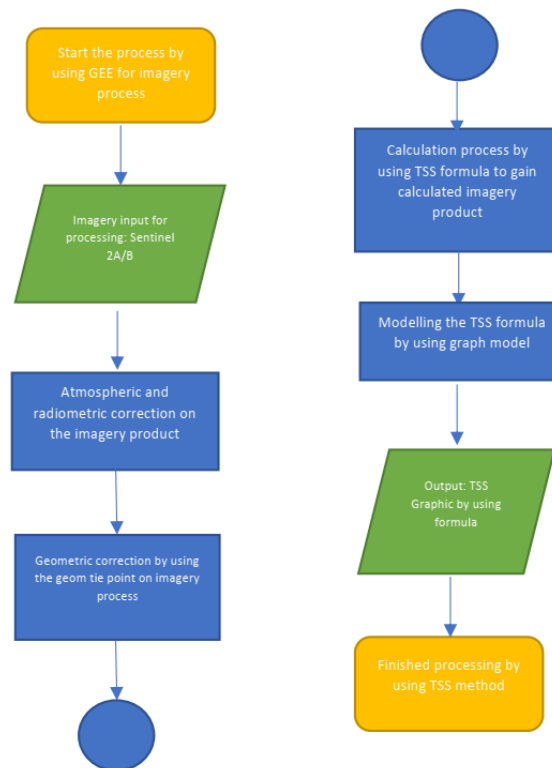 Start the process by
using GEE for imagery
process
Imagery input for
processing: Sentinel
2A/B
Atmospheric and
radiometric correction on
the imagery product
Geometric correction by using
the geom tie point on imagery
process
Calculation process by
using TSS formula to gain
calculated imagery
product
Modelling the TSS formula
by using graph model
Output: TSS
Graphic by using
formula
Finished processing by
using TSS method